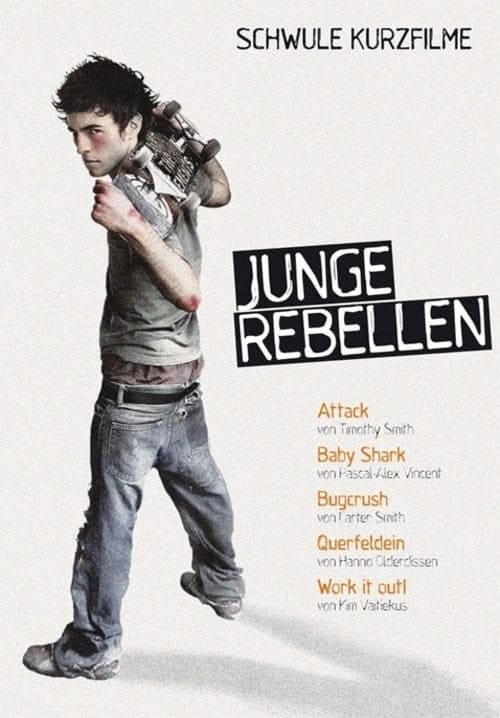 SCHWULE KURZFILME
JUNGE
REBELLEN
Attack
von Timothy Smith
Baby Shark
von Pascal-Alex Vincent
Bugcrush
von Carter Smith
Querfeldein
von Hanno Olderdissen
Work it out!
von Kim Vaitiekus